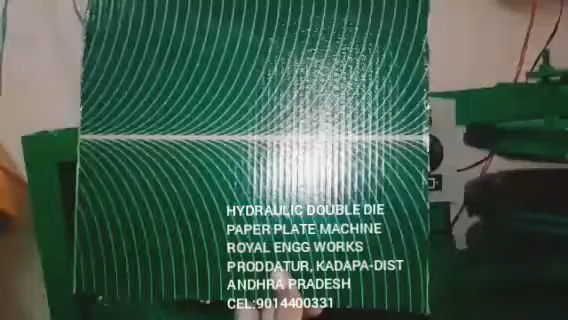 HYDRAULIC DOUBLE DIE
PAPER PLATE MACHINE
ROYAL ENGG WORKS
PRODDATUR, KADAPA-DIST
ANDHRA PRADESH
CEL:9014400331